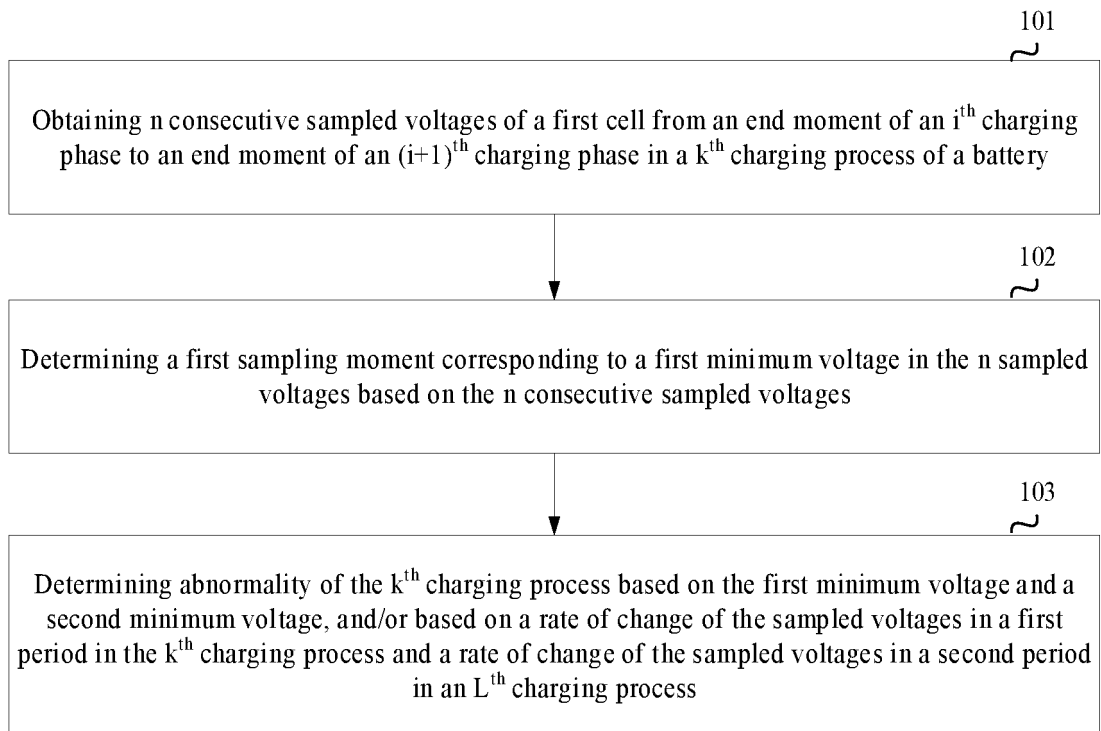 101
Obtaining n consecutive sampled voltages of a first cell from an end moment of an i^th charging
phase to an end moment of an (i+1)^th charging phase in a k^th charging process of a battery
102
Determining a first sampling moment corresponding to a first minimum voltage in the n sampled
voltages based on the n consecutive sampled voltages
103
Determining abnormality of the k^th charging process based on the first minimum voltage and a
second minimum voltage, and/or based on a rate of change of the sampled voltages in a first
period in the k^th charging process and a rate of change of the sampled voltages in a second period
in an L^th charging process